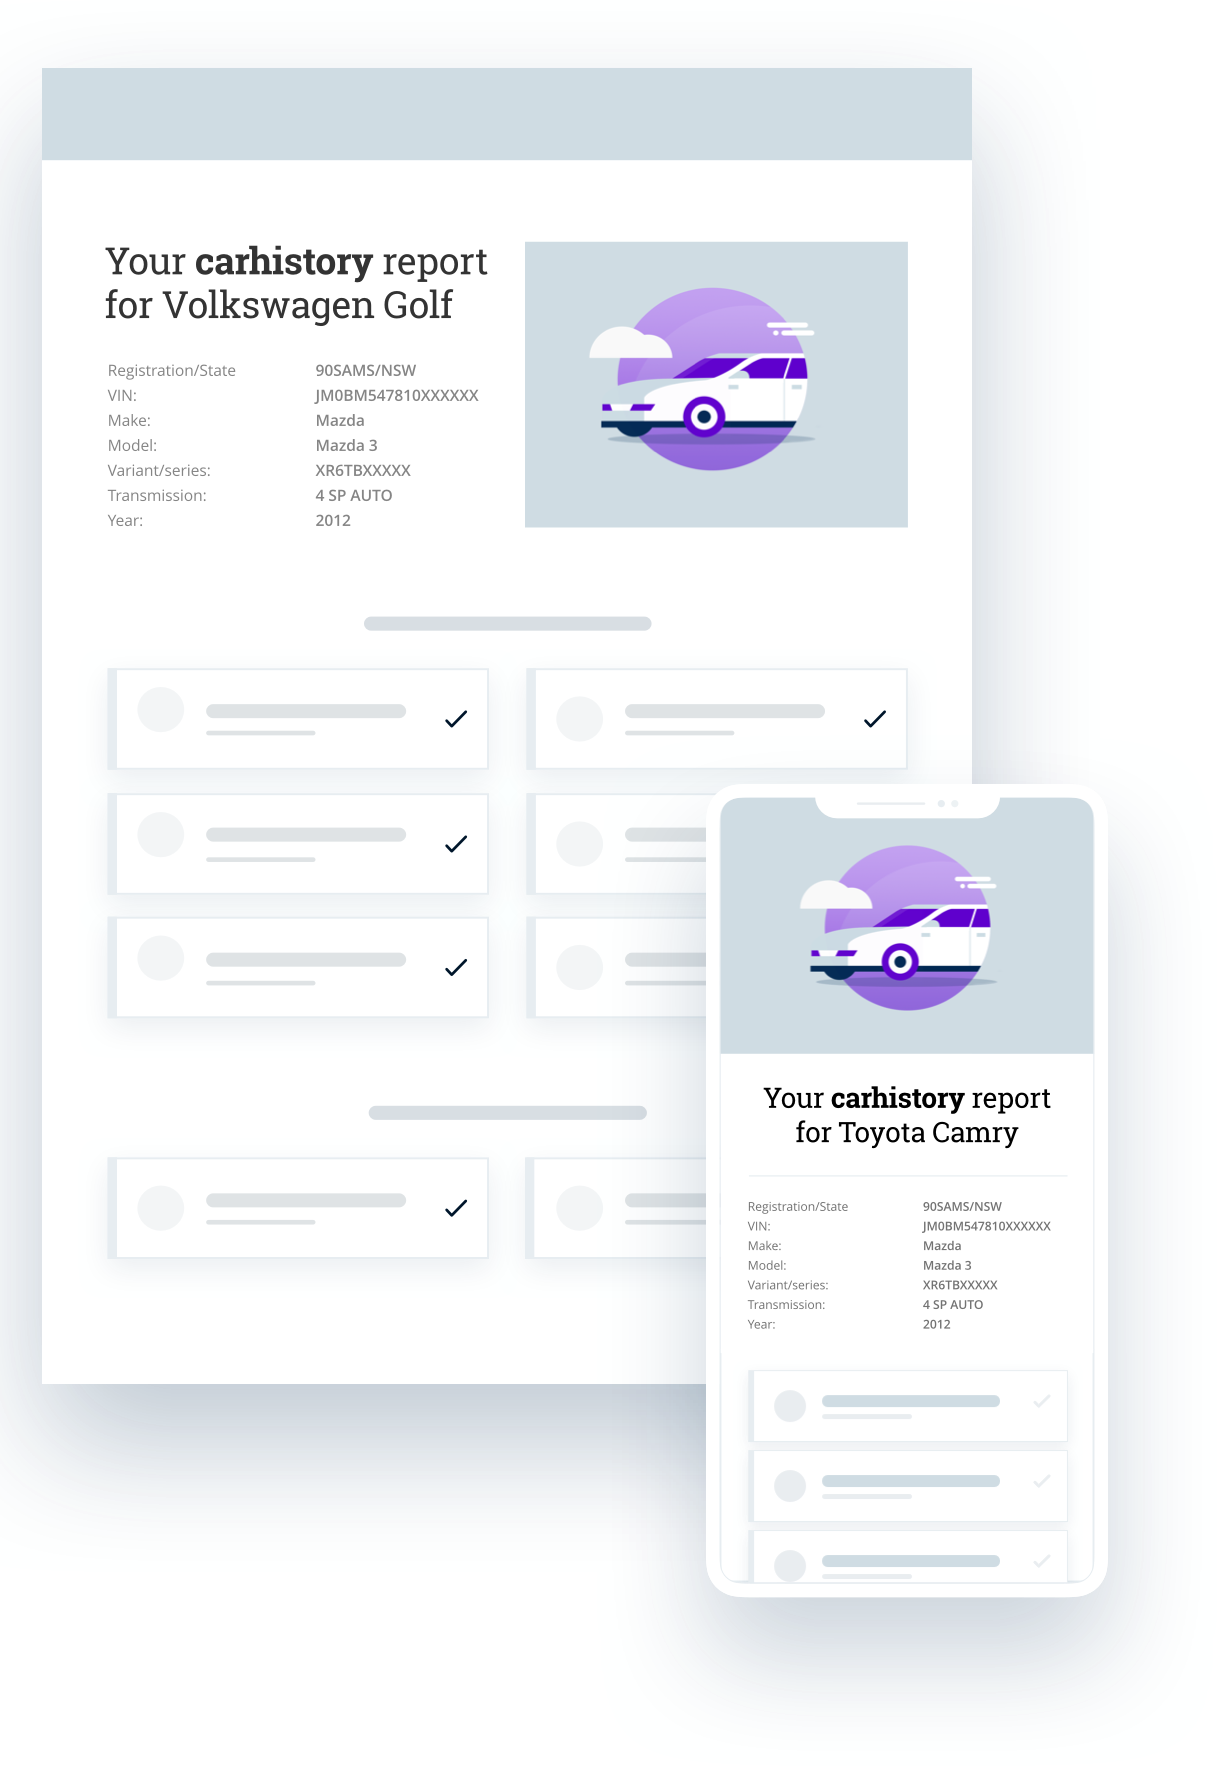 Your carhistory report
for Volkswagen Golf
Registration/State 90SAMS/NSW
VIN: JM0BM547810XXXXXX
Make: Mazda
Model: Mazda 3
Variant/series: XR6TBXXXXX
Transmission: 4 SP AUTO
Year: 2012
Your carhistory report
for Toyota Camry
Registration/State 90SAMS/NSW
VIN: JM0BM547810XXXXXX
Make: Mazda
Model: Mazda 3
Variant/series: XR6TBXXXXX
Transmission: 4 SP AUTO
Year: 2012